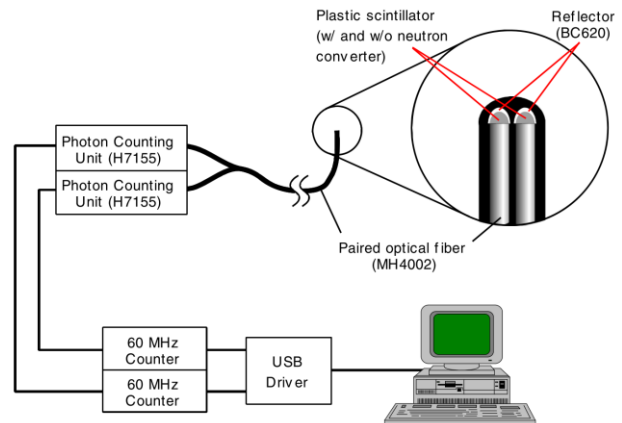 Plastic scintillator
(w/ and w/o neutron
converter)
Reflector
(BC620)
Photon Counting
Unit (H7155)
Photon Counting
Unit (H7155)
Paired optical fiber
(MH4002)
60 MHz
Counter
60 MHz
Counter
USB
Driver